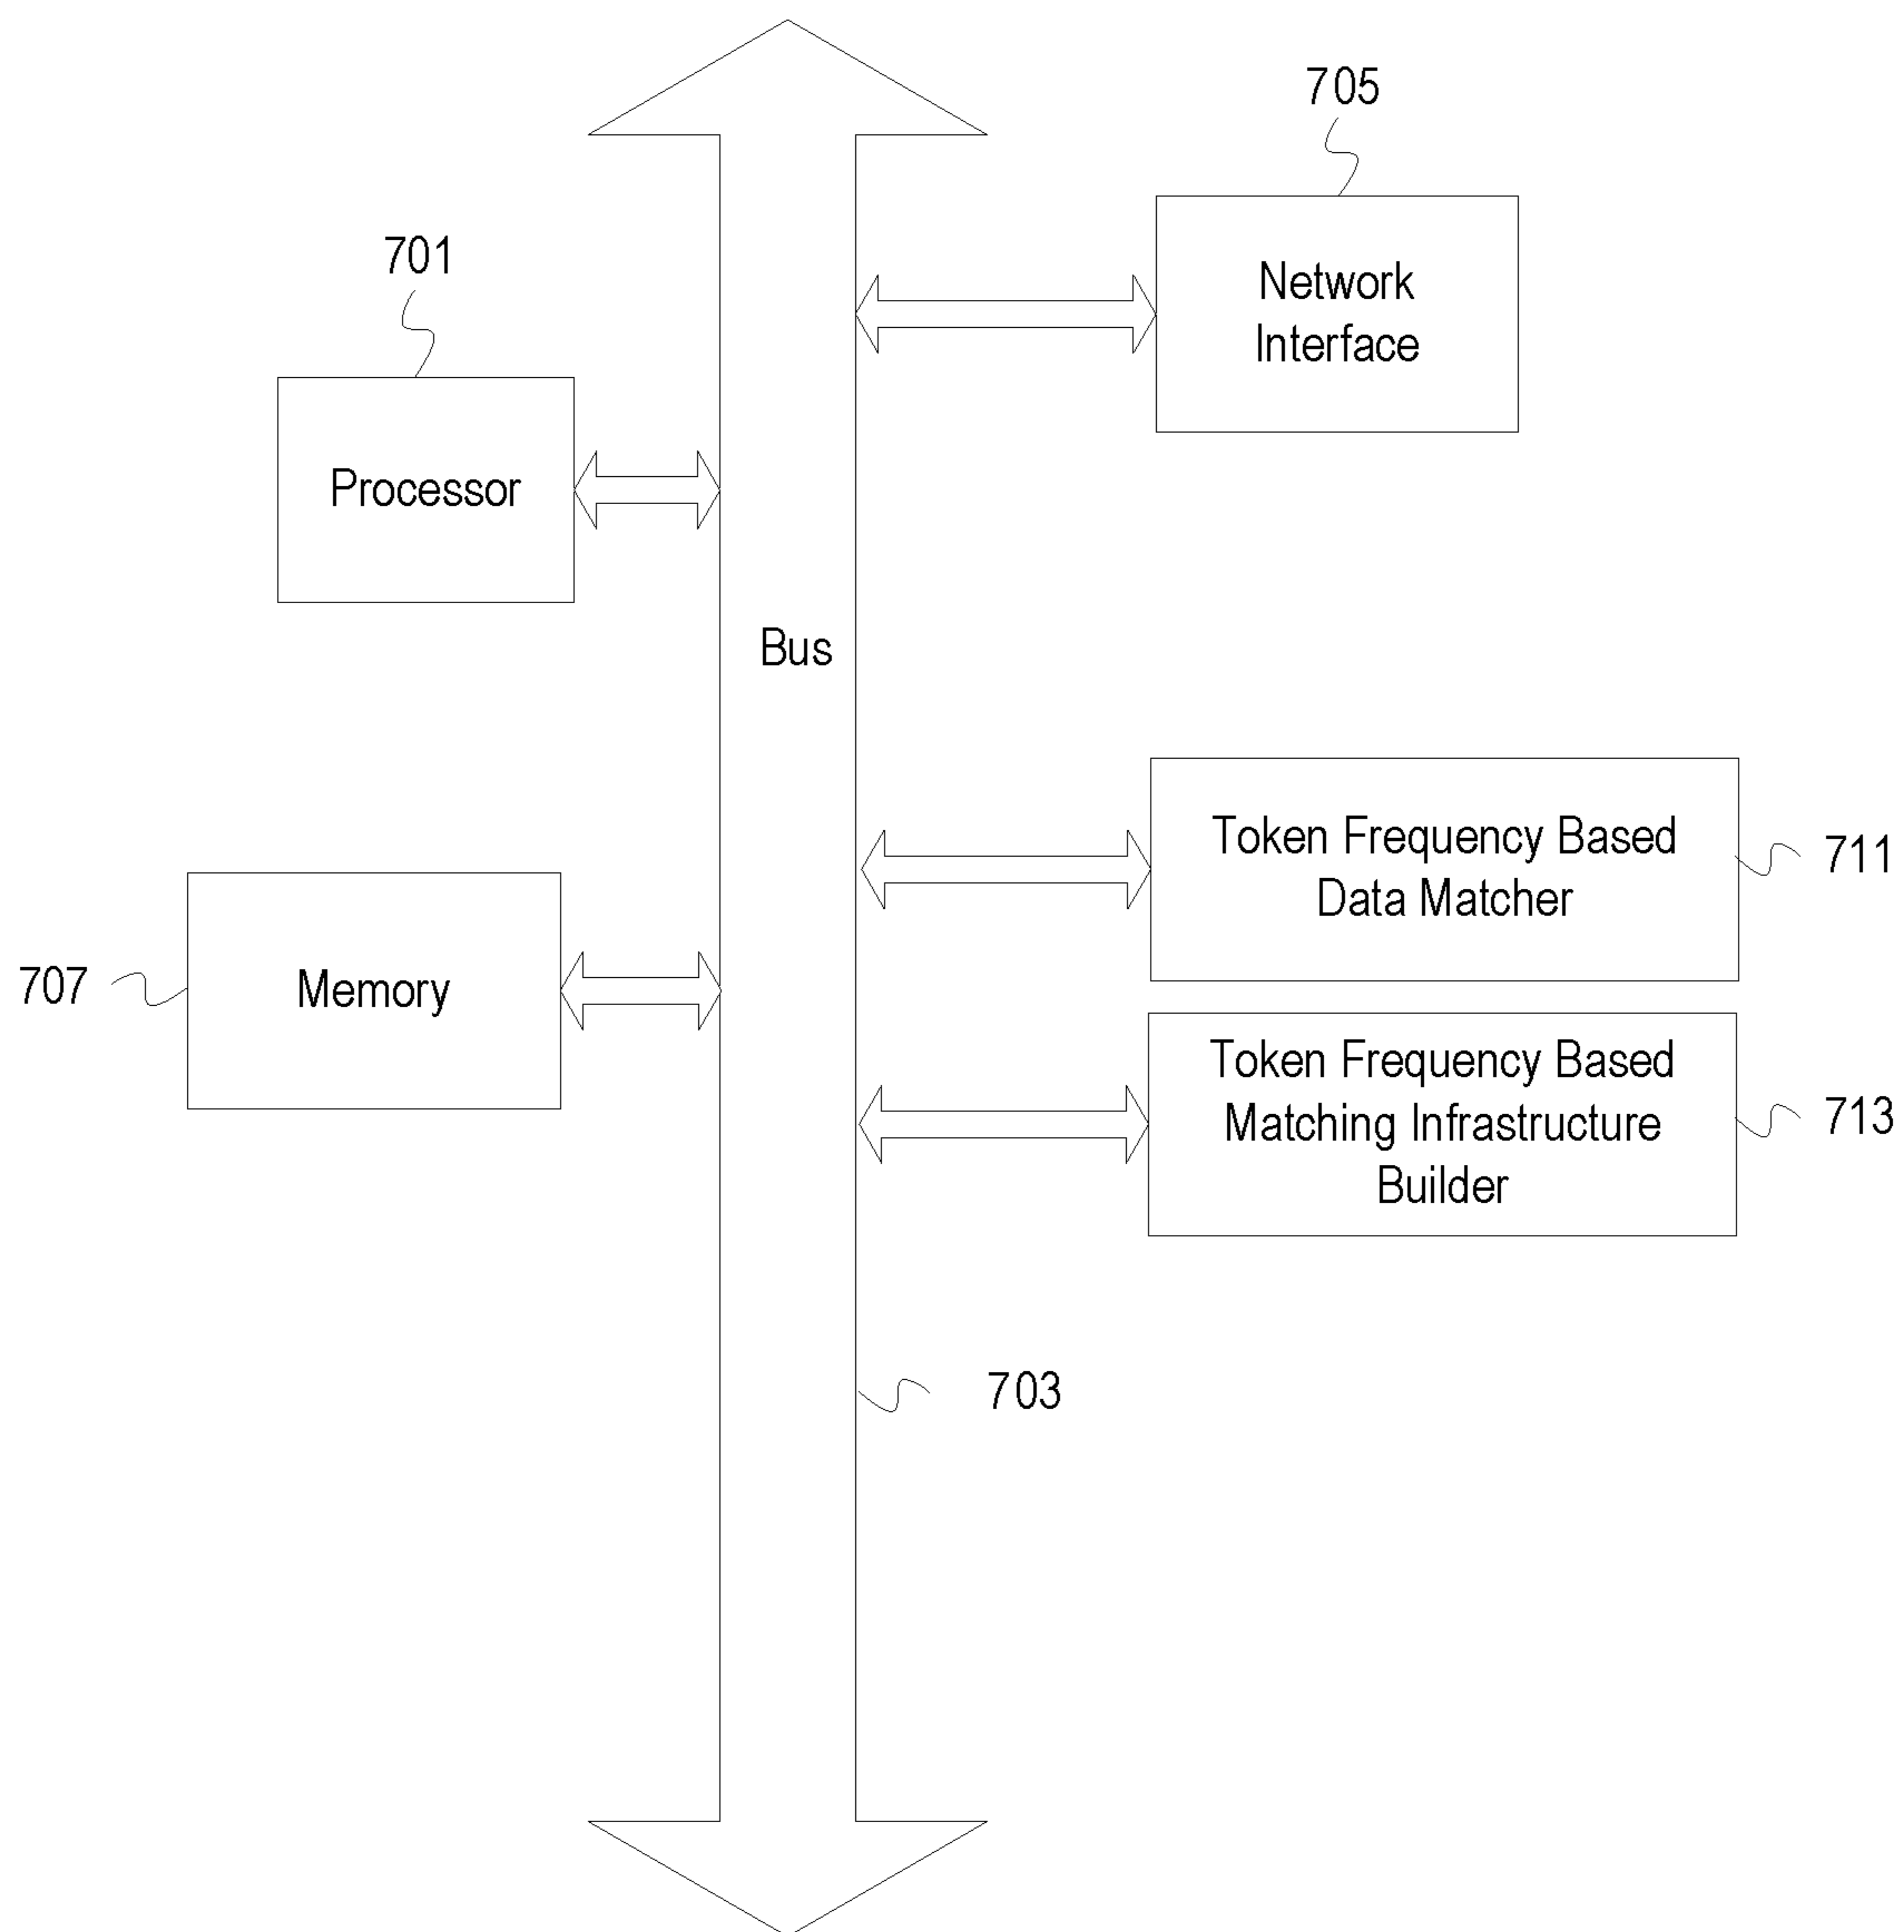 705
Network
Interface
701
Processor
Bus
Token Frequency Based
Data Matcher
711
707
Memory
Token Frequency Based
Matching Infrastructure
Builder
713
703